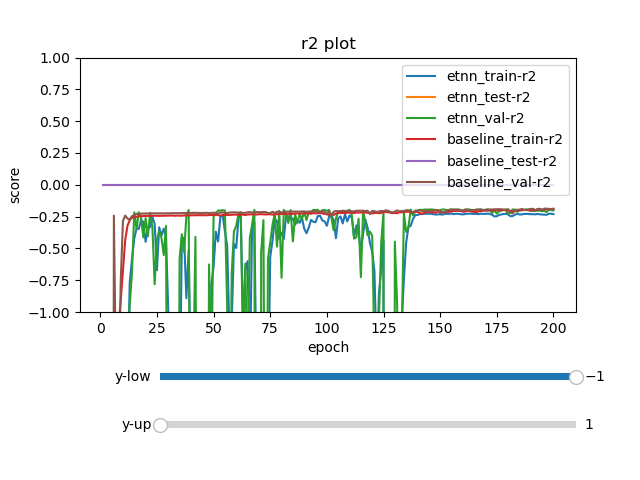 r2 plot
1.00
0.75
0.50
0.25
0.00
−0.25
−0.50
−0.75
−1.00
score
etnn_train-r2
etnn_test-r2
etnn_val-r2
baseline_train-r2
baseline_test-r2
baseline_val-r2
0 25 50 75 100 125 150 175 200
epoch
y-low −1
y-up 1